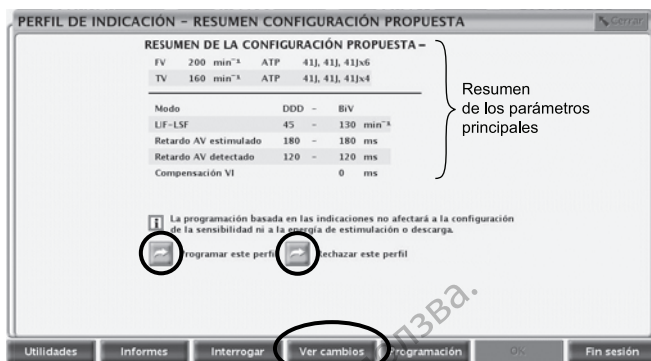 PERFIL DE INDICACIÓN – RESUMEN CONFIGURACIÓN PROPUESTA
Cerrar
RESUMEN DE LA CONFIGURACIÓN PROPUESTA –
FV 200 min⁻¹ ATP 41J, 41J, 41Jx6
TV 160 min⁻¹ ATP 41J, 41J, 41Jx4
Modo DDD – BiV
LIF-LSF 45 – 130 min⁻¹
Retardo AV estimulado 180 – 180 ms
Retardo AV detectado 120 – 120 ms
Compensación VI 0 ms
Resumen
de los parámetros
principales
La programación basada en las indicaciones no afectará a la configuración
de la sensibilidad ni a la energía de estimulación o descarga.
Programar este perfil Rechazar este perfil
Utilidades Informes Interrogar Ver cambios Programación OK Fin sesión